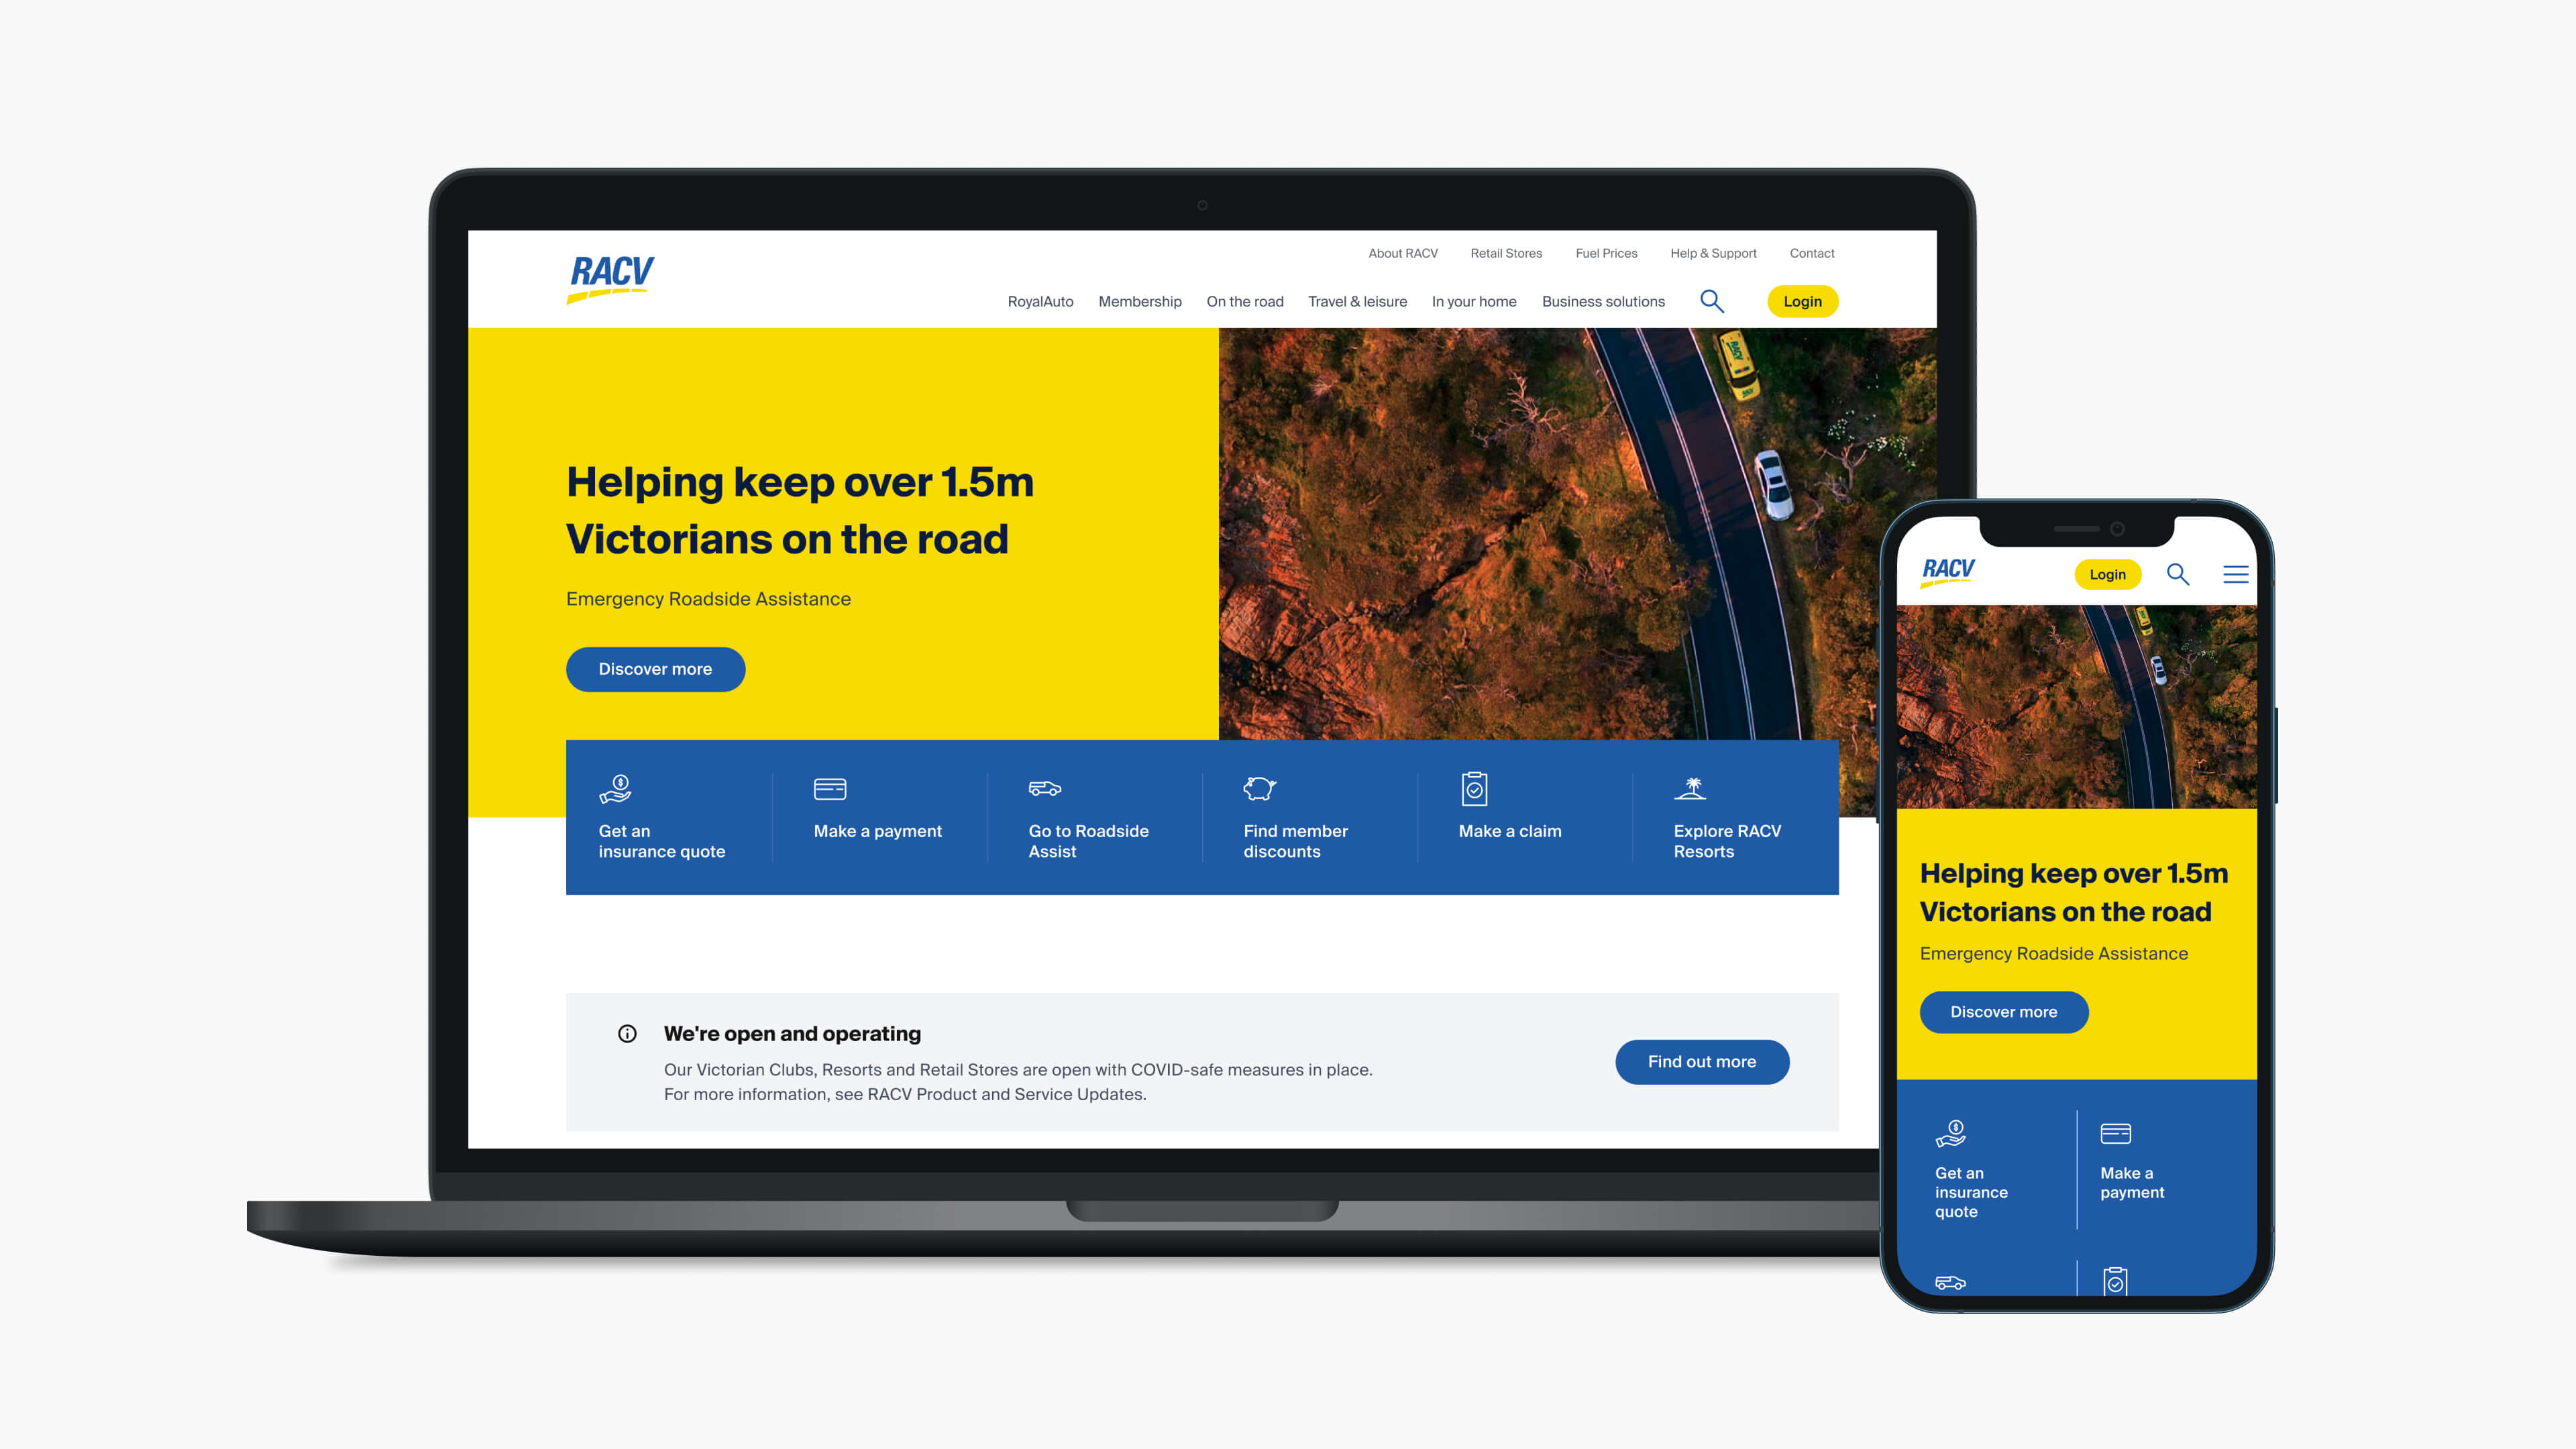 RACV
About RACV Retail Stores Fuel Prices Help & Support Contact
RoyalAuto Membership On the road Travel & leisure In your home Business solutions Login
Helping keep over 1.5m
Victorians on the road
Emergency Roadside Assistance
Discover more
RACV
RACV
Get an
insurance quote
Make a payment
Go to Roadside
Assist
Find member
discounts
Make a claim
Explore RACV
Resorts
We're open and operating
Our Victorian Clubs, Resorts and Retail Stores are open with COVID-safe measures in place.
For more information, see RACV Product and Service Updates.
Find out more
RACV
Login
Helping keep over 1.5m
Victorians on the road
Emergency Roadside Assistance
Discover more
Get an
insurance
quote
Make a
payment